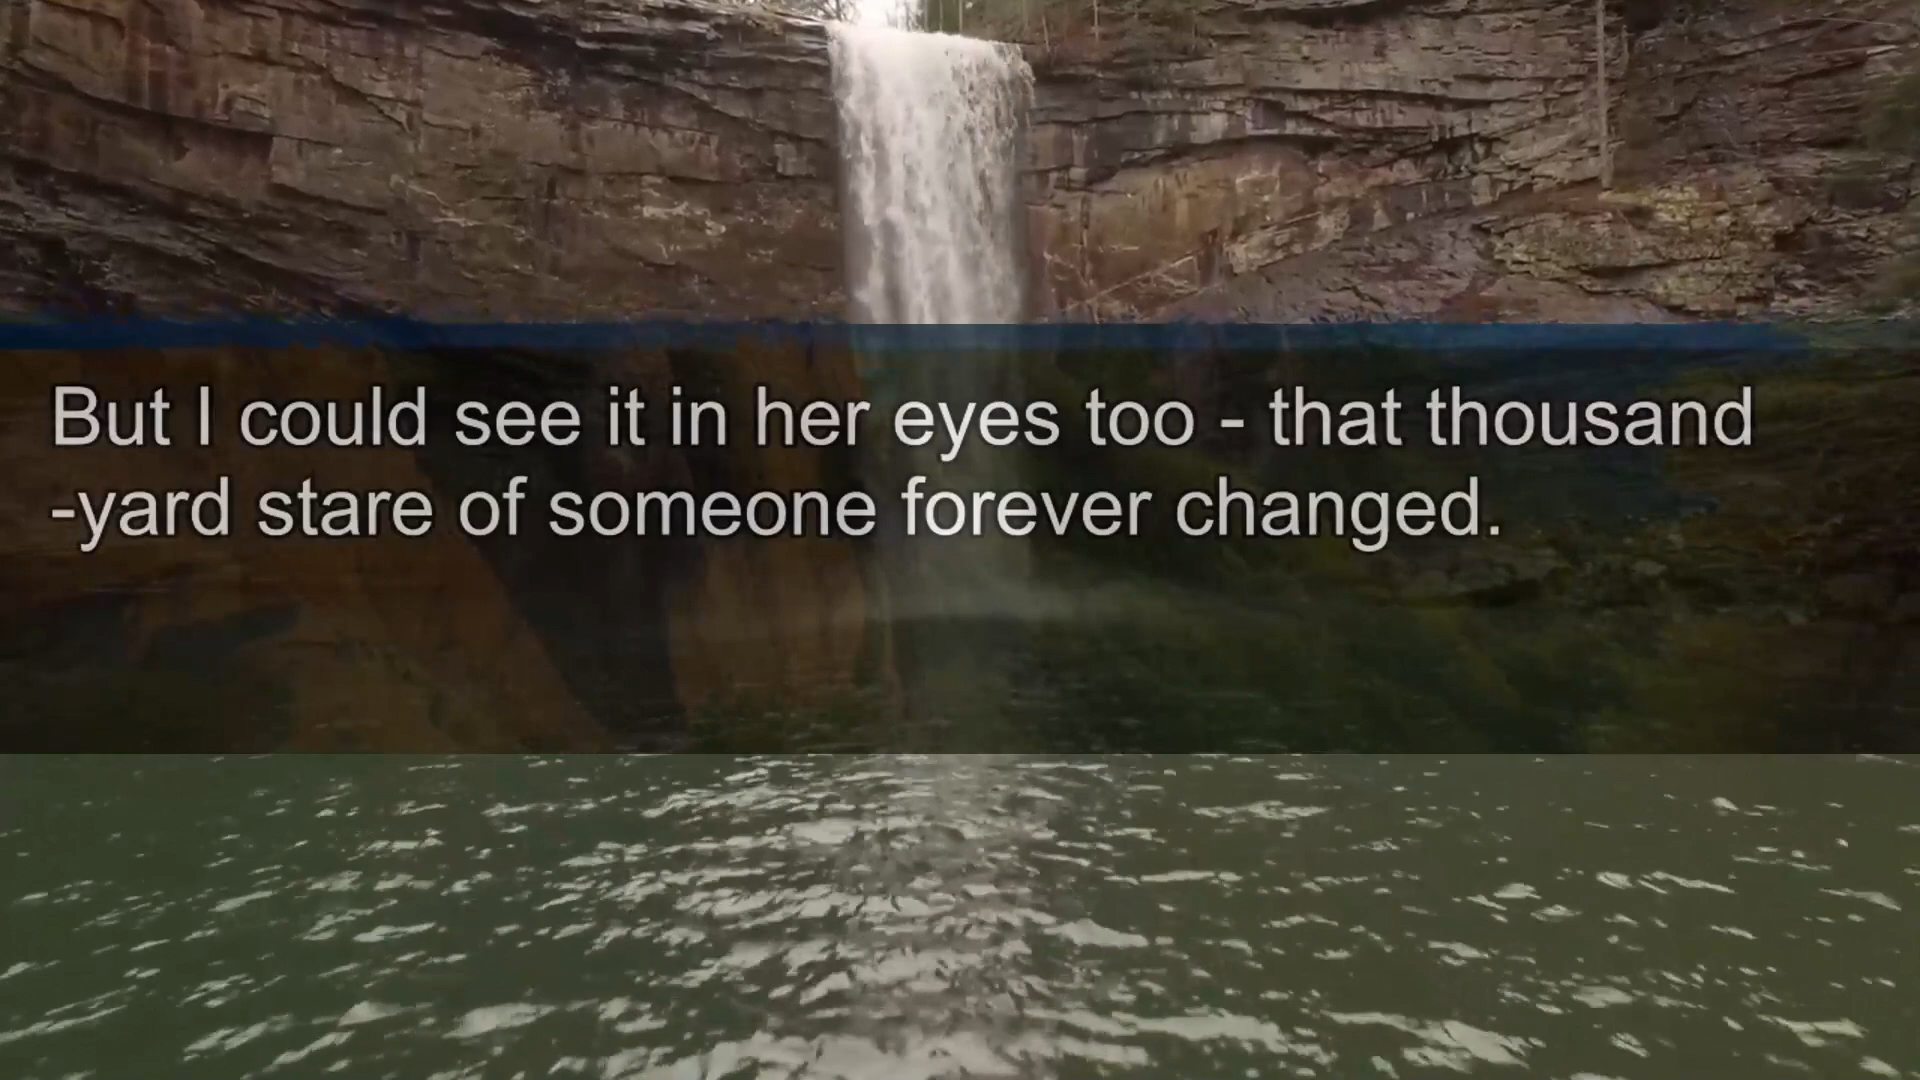 But I could see it in her eyes too - that thousand
-yard stare of someone forever changed.